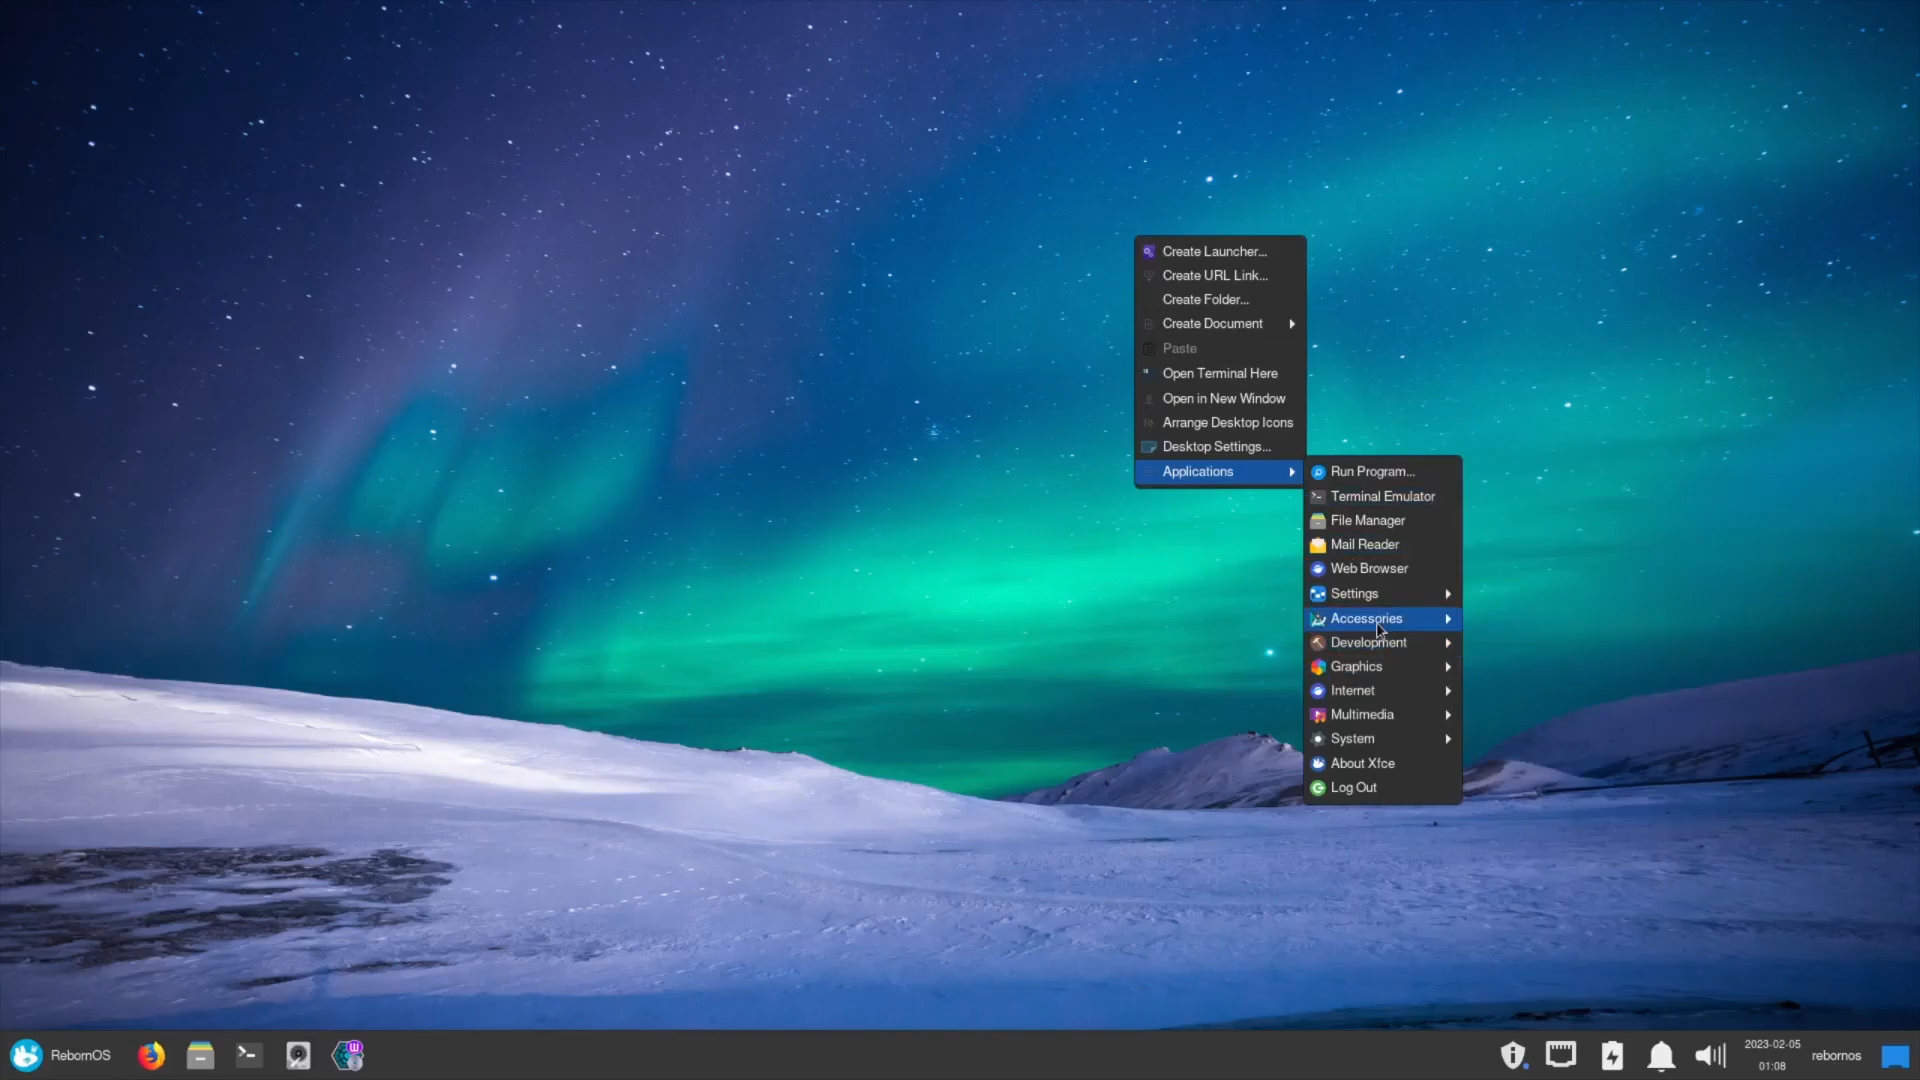 Create Launcher...
Create URL Link...
Create Folder...
Create Document
Paste
Open Terminal Here
Open in New Window
Arrange Desktop Icons
Desktop Settings...
Applications
Run Program...
Terminal Emulator
File Manager
Mail Reader
Web Browser
Settings
Accessories
Development
Graphics
Internet
Multimedia
System
About Xfce
Log Out
RebornOS
2023-02-05
01:08
rebornos